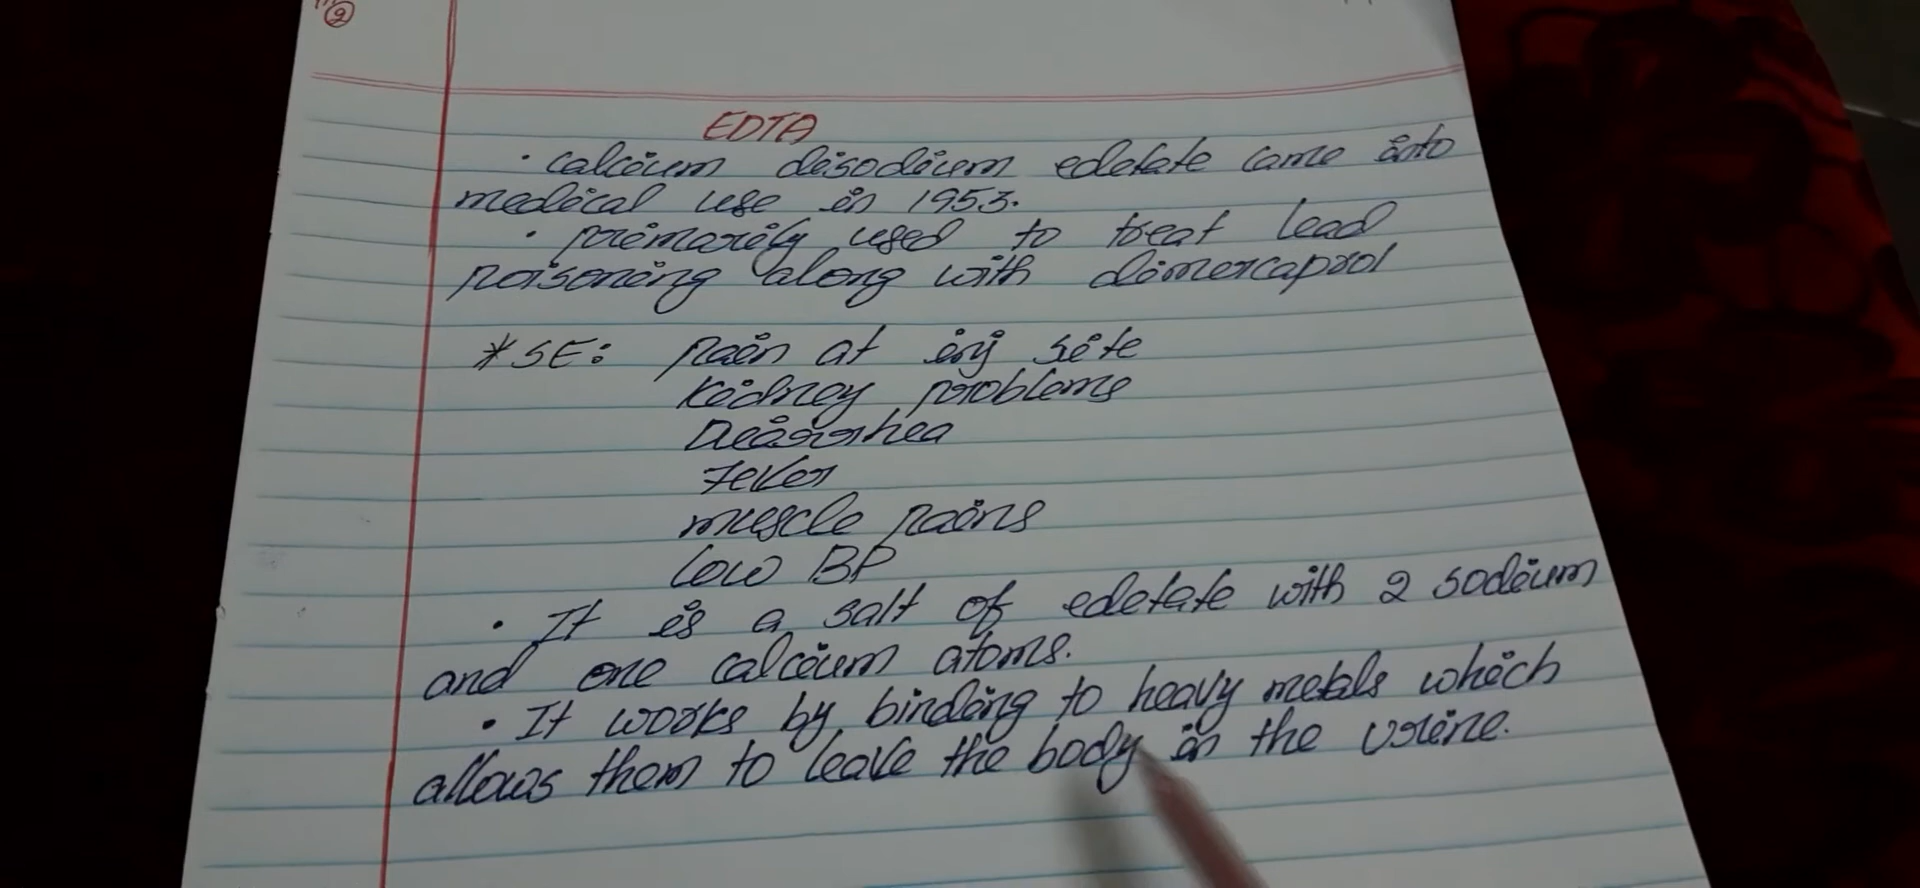 9
EDTA
• calcium disodium edetate came into
medical use in 1953.
• primarily used to treat lead
poisoning along with dimercaprol
* SE: pain at inj site
Kidney problems
Diarrhea
Fever
muscle pains
Low BP
• It is a salt of edetate with 2 sodium
and one calcium atoms.
• It works by binding to heavy metals which
allows them to leave the body in the urine.